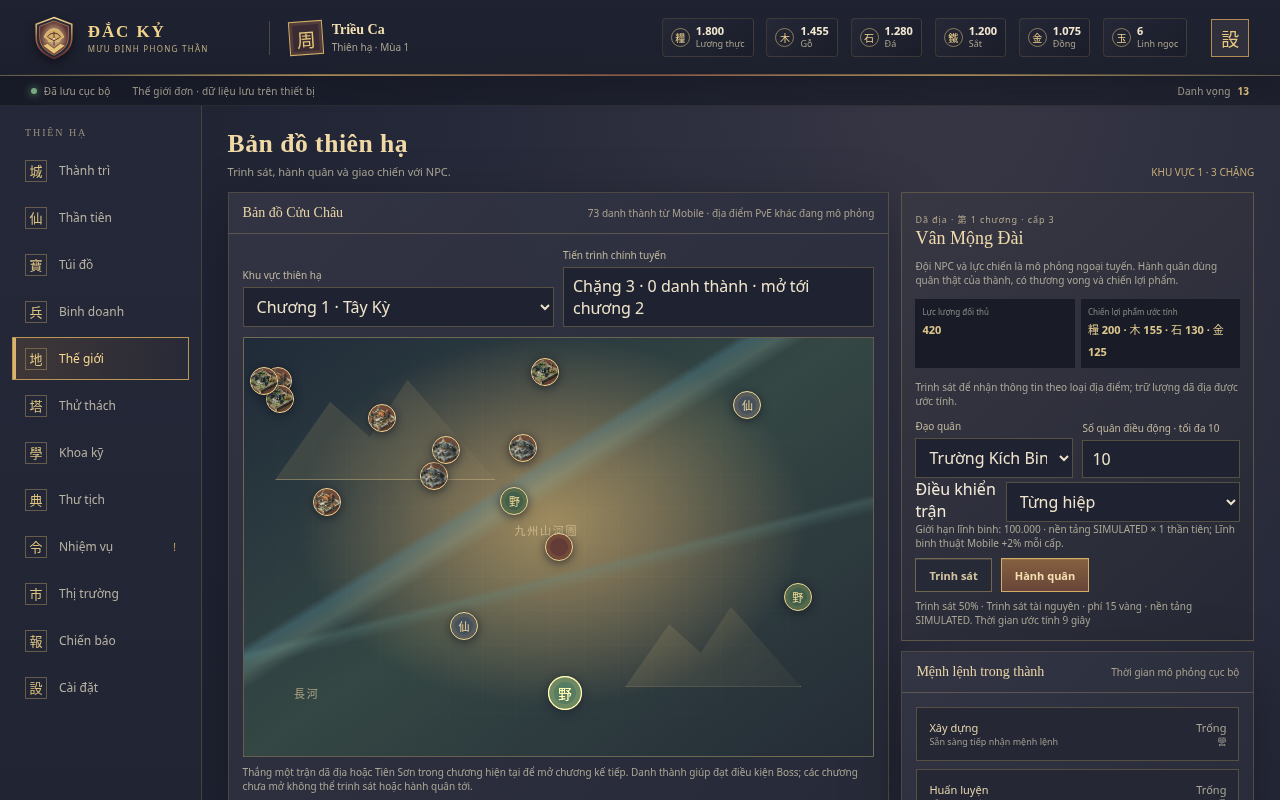 ĐẮC KỶ
MƯU ĐỊNH PHONG THẦN
周
Triều Ca
Thiên hạ · Mùa 1
糧 1.800 Lương thực
木 1.455 Gỗ
石 1.280 Đá
鐵 1.200 Sắt
金 1.075 Đồng
玉 6 Linh ngọc
設
Đã lưu cục bộ
Thế giới đơn · dữ liệu lưu trên thiết bị
Danh vọng 13
THIÊN HẠ
城 Thành trì
仙 Thần tiên
寶 Túi đồ
兵 Binh doanh
地 Thế giới
塔 Thử thách
學 Khoa kỹ
典 Thư tịch
令 Nhiệm vụ !
市 Thị trường
報 Chiến báo
設 Cài đặt
Bản đồ thiên hạ
Trinh sát, hành quân và giao chiến với NPC.
KHU VỰC 1 · 3 CHẶNG
Bản đồ Cửu Châu
73 danh thành từ Mobile · địa điểm PvE khác đang mô phỏng
Khu vực thiên hạ
Chương 1 · Tây Kỳ
Tiến trình chính tuyến
Chặng 3 · 0 danh thành · mở tới
chương 2
仙
野
九州山河圖
野
仙
野
長河
Thắng một trận dã địa hoặc Tiên Sơn trong chương hiện tại để mở chương kế tiếp. Danh thành giúp đạt điều kiện Boss; các chương
chưa mở không thể trinh sát hoặc hành quân tới.
Dã địa · 第 1 chương · cấp 3
Vân Mộng Đài
Đội NPC và lực chiến là mô phỏng ngoại tuyến. Hành quân dùng
quân thật của thành, có thương vong và chiến lợi phẩm.
Lực lượng đối thủ
420
Chiến lợi phẩm ước tính
糧 200 · 木 155 · 石 130 · 金
125
Trinh sát để nhận thông tin theo loại địa điểm; trữ lượng dã địa được
ước tính.
Đạo quân
Trường Kích Bin
Số quân điều động · tối đa 10
10
Điều khiển
trận
Từng hiệp
Giới hạn lĩnh binh: 100.000 · nền tảng SIMULATED × 1 thần tiên; Lĩnh
binh thuật Mobile +2% mỗi cấp.
Trinh sát
Hành quân
Trinh sát 50% · Trinh sát tài nguyên · phí 15 vàng · nền tảng
SIMULATED. Thời gian ước tính 9 giây
Mệnh lệnh trong thành
Thời gian mô phỏng cục bộ
Xây dựng
Trống
Sẵn sàng tiếp nhận mệnh lệnh
營
Huấn luyện
Trống